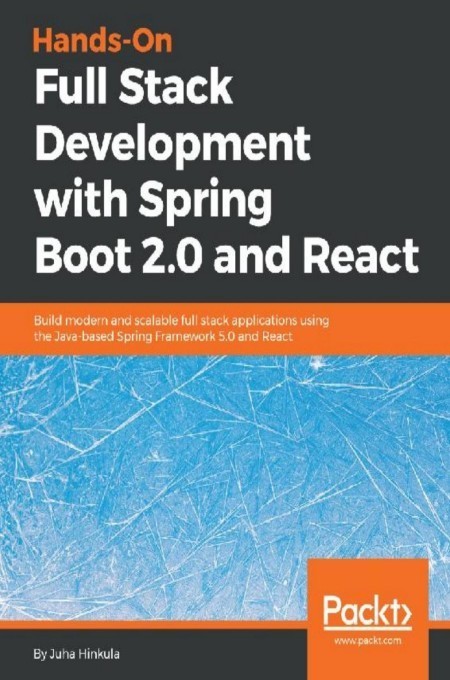 Hands-On
Full Stack
Development
with Spring
Boot 2.0 and React
Build modern and scalable full stack applications using
the Java-based Spring Framework 5.0 and React
Packt>
www.packt.com
By Juha Hinkula